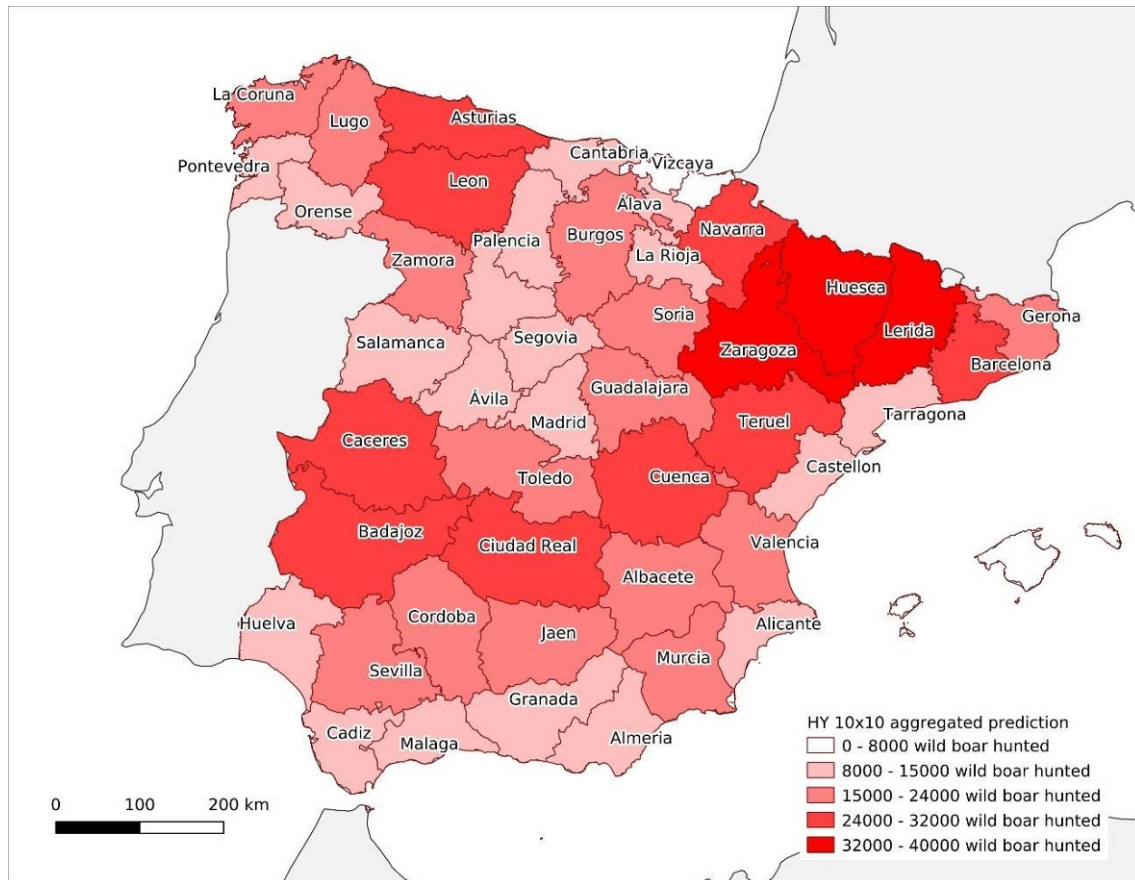 La Coruna
Lugo
Asturias
Cantabria
Vizcaya
Pontevedra
Orense
Leon
Palencia
Burgos
Álava
La Rioja
Navarra
Zamora
Soria
Huesca
Lerida
Gerona
Barcelona
Zaragoza
Salamanca
Segovia
Ávila
Madrid
Guadalajara
Teruel
Tarragona
Castellon
Caceres
Toledo
Cuenca
Badajoz
Ciudad Real
Valencia
Albacete
Huelva
Cordoba
Jaen
Alicante
Sevilla
Murcia
Granada
Cadiz
Malaga
Almeria
HY 10x10 aggregated prediction
0 - 8000 wild boar hunted
8000 - 15000 wild boar hunted
15000 - 24000 wild boar hunted
24000 - 32000 wild boar hunted
32000 - 40000 wild boar hunted
0 100 200 km